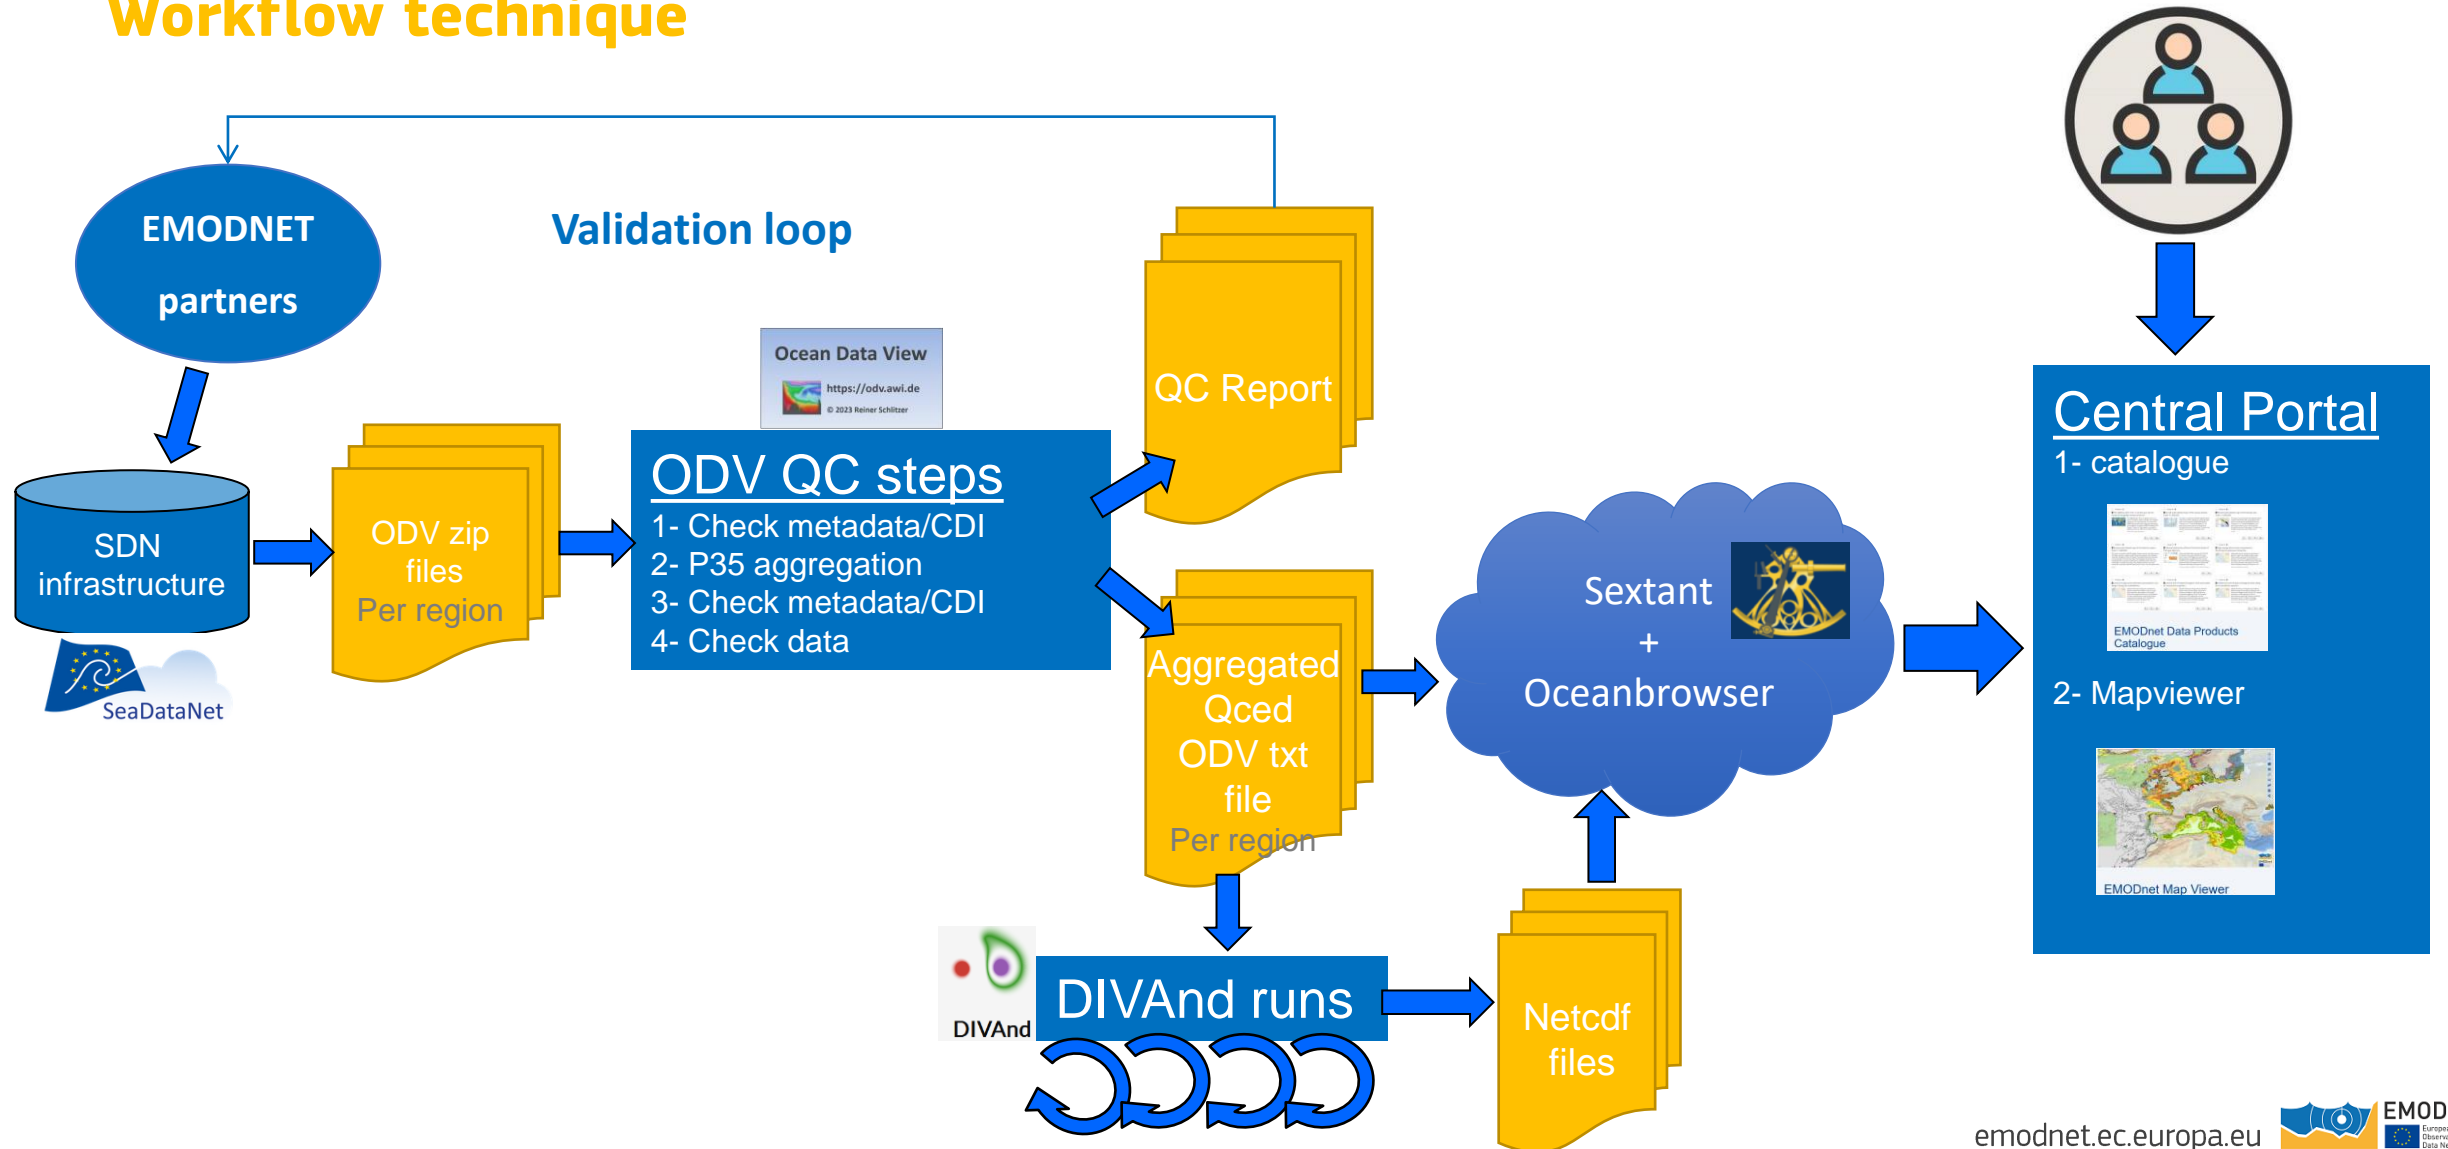 Workflow technique
EMODNET
partners
Validation loop
Ocean Data View
https://odv.awi.de
© 2023 Reiner Schlitzer
QC Report
SDN
infrastructure
SeaDataNet
ODV zip
files
Per region
ODV QC steps
1- Check metadata/CDI
2- P35 aggregation
3- Check metadata/CDI
4- Check data
Aggregated
Qced
ODV txt
file
Per region
DIVAnd
DIVAnd runs
Netcdf
files
Sextant
+
Oceanbrowser
Central Portal
1- catalogue
EMODnet Data Products
Catalogue
2- Mapviewer
EMODnet Map Viewer
emodnet.ec.europa.eu
EMOD